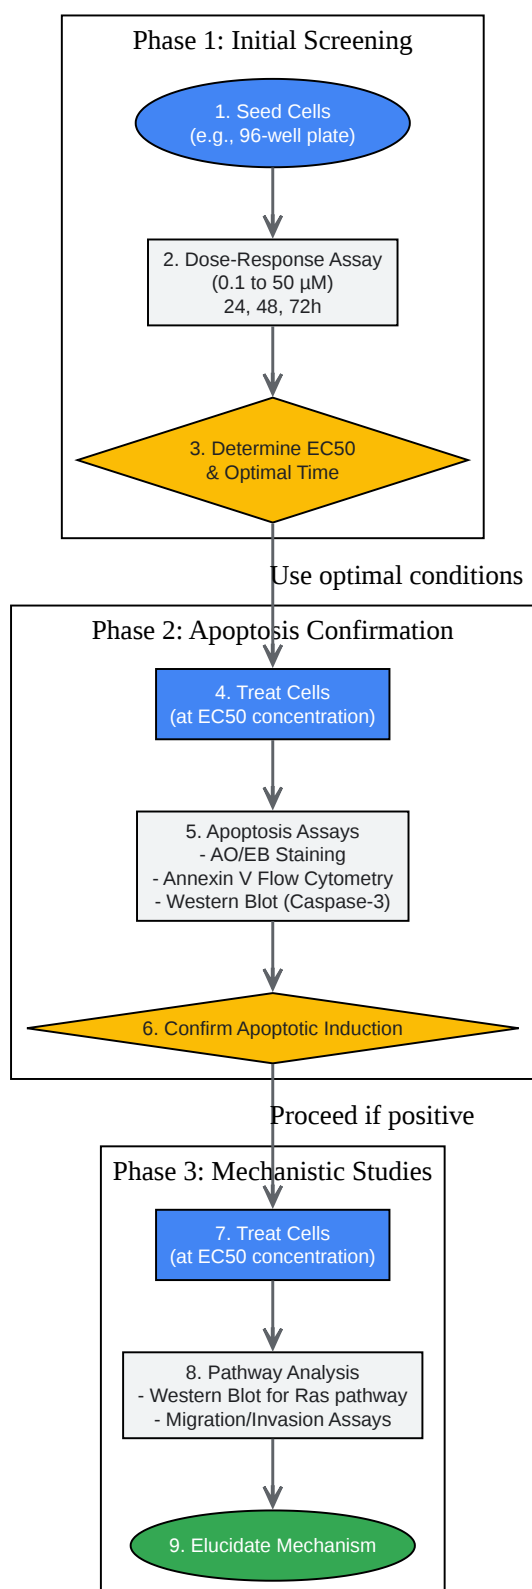 Phase 1: Initial Screening
1. Seed Cells
(e.g., 96-well plate)
2. Dose-Response Assay
(0.1 to 50 µM)
24, 48, 72h
3. Determine EC50
& Optimal Time
Use optimal conditions
Phase 2: Apoptosis Confirmation
4. Treat Cells
(at EC50 concentration)
5. Apoptosis Assays
- AO/EB Staining
- Annexin V Flow Cytometry
- Western Blot (Caspase-3)
6. Confirm Apoptotic Induction
Proceed if positive
Phase 3: Mechanistic Studies
7. Treat Cells
(at EC50 concentration)
8. Pathway Analysis
- Western Blot for Ras pathway
- Migration/Invasion Assays
9. Elucidate Mechanism